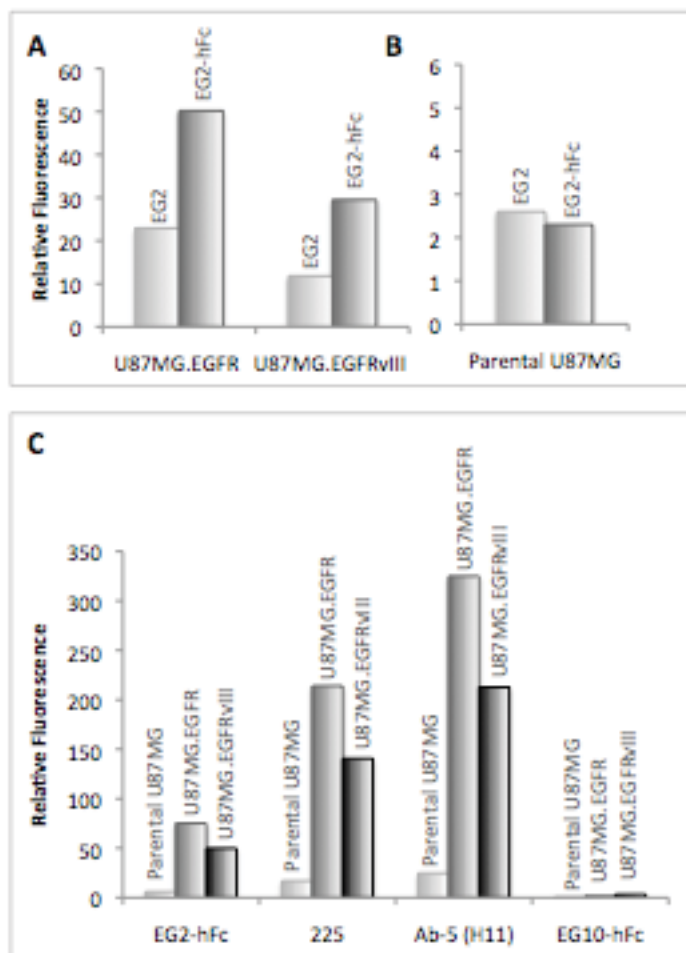 A
B
Relative Fluorescence
60
50
40
30
20
10
0
EG2
EG2-hFc
EG2
EG2-hFc
U87MG.EGFR
U87MG.EGFRvIII
6
5
4
3
2
1
0
EG2
EG2-hFc
Parental U87MG
C
Relative Fluorescence
350
300
250
200
150
100
50
0
Parental U87MG
U87MG.EGFR
U87MG.EGFRvIII
Parental U87MG
U87MG.EGFR
U87MG.EGFRvIII
Parental U87MG
U87MG.EGFR
U87MG.EGFRvIII
Parental U87MG
U87MG.EGFR
U87MG.EGFRvIII
EG2-hFc
225
Ab-5 (H11)
EG10-hFc